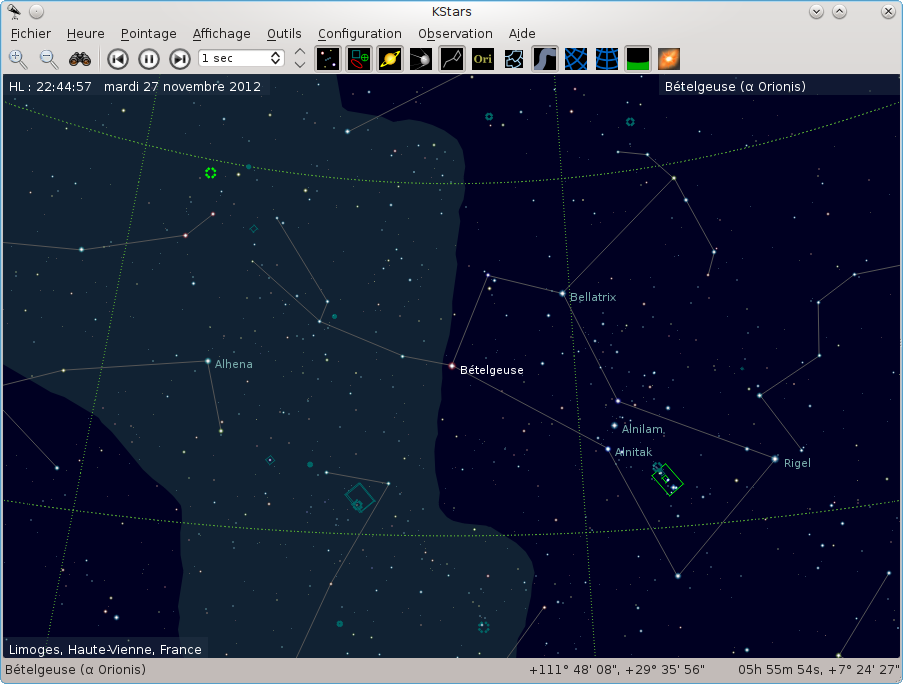 KStars
Fichier Heure Pointage Affichage Outils Configuration Observation Aide
1 sec Ori
HL : 22:44:57 mardi 27 novembre 2012 Bételgeuse (α Orionis)
Bellatrix
Alhena
Bételgeuse
Alnilam
Alnitak
Rigel
Limoges, Haute-Vienne, France
Bételgeuse (α Orionis) +111° 48' 08", +29° 35' 56" 05h 55m 54s, +7° 24' 27"